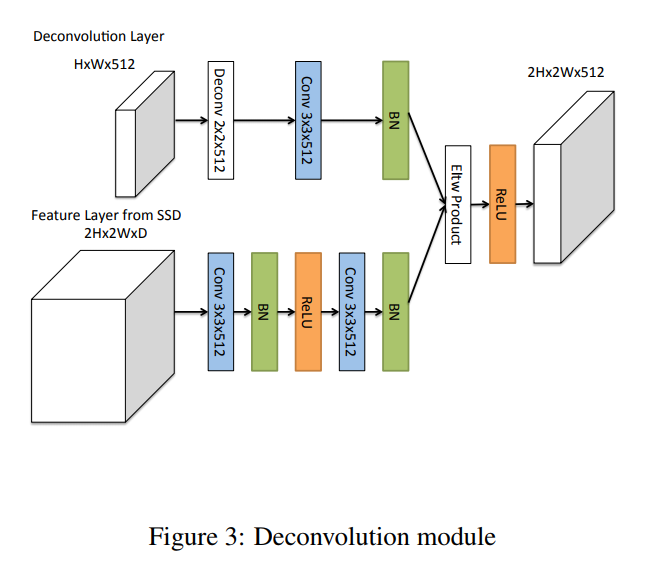 Deconvolution Layer
HxWx512
Deconv 2x2x512
Conv 3x3x512
BN
2Hx2Wx512
Eltw Product
ReLU
Feature Layer from SSD
2Hx2WxD
Conv 3x3x512
BN
ReLU
Conv 3x3x512
BN
Figure 3: Deconvolution module